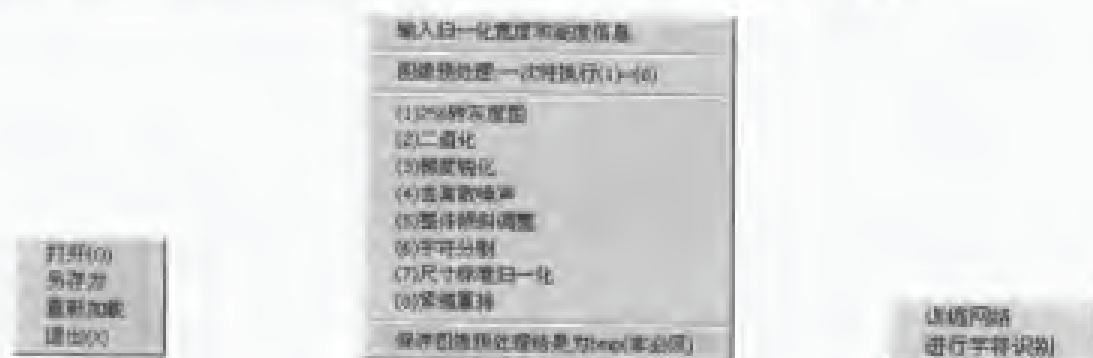 输入归一化宽度和高度信息
图像预处理一次性执行(1)-(8)
(1)256转灰度图
(2)二值化
(3)梯度锐化
(4)去离散噪声
(5)整体倾斜调整
(6)字符分割
(7)尺寸标准归一化
(8)紧缩重排
保存图像预处理结果为bmp(非必须)
打开(O)
另存为
重新加载
退出(X)
训练网络
进行字符识别